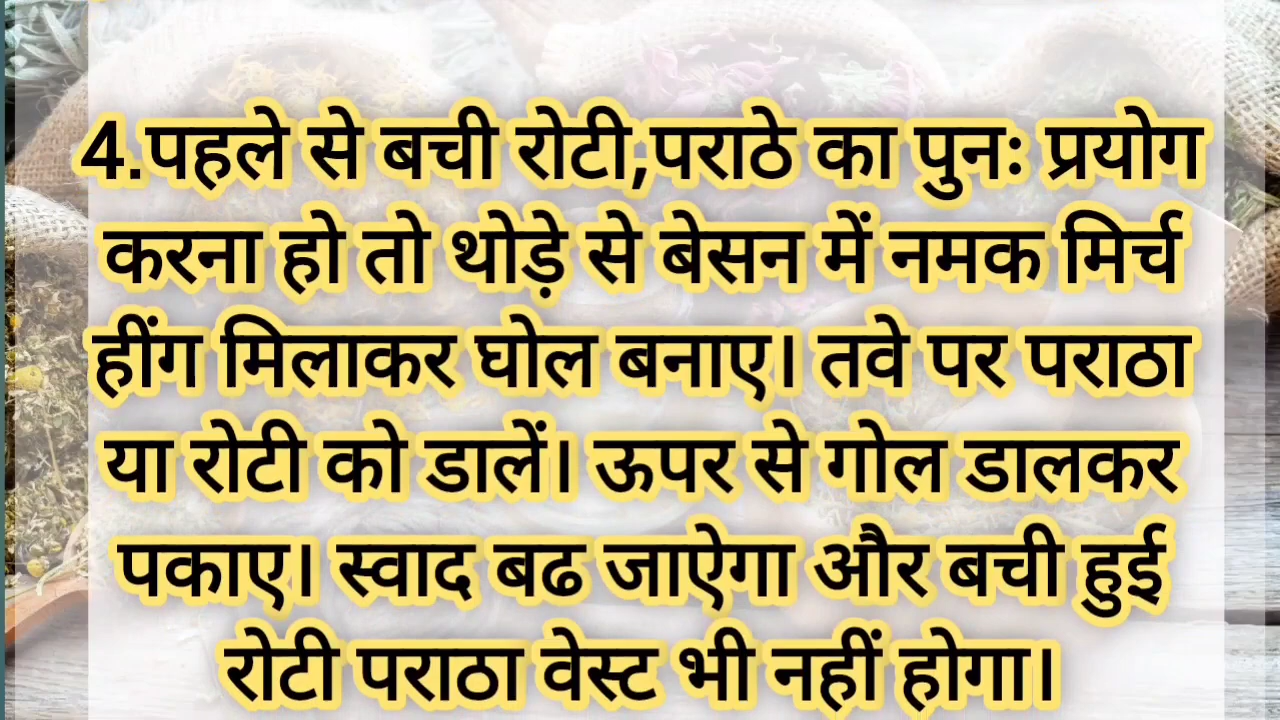 4.पहले से बची रोटी,पराठे का पुनः प्रयोग
करना हो तो थोड़े से बेसन में नमक मिर्च
हींग मिलाकर घोल बनाए। तवे पर पराठा
या रोटी को डालें। ऊपर से गोल डालकर
पकाए। स्वाद बढ जाऐगा और बची हुई
रोटी पराठा वेस्ट भी नहीं होगा।